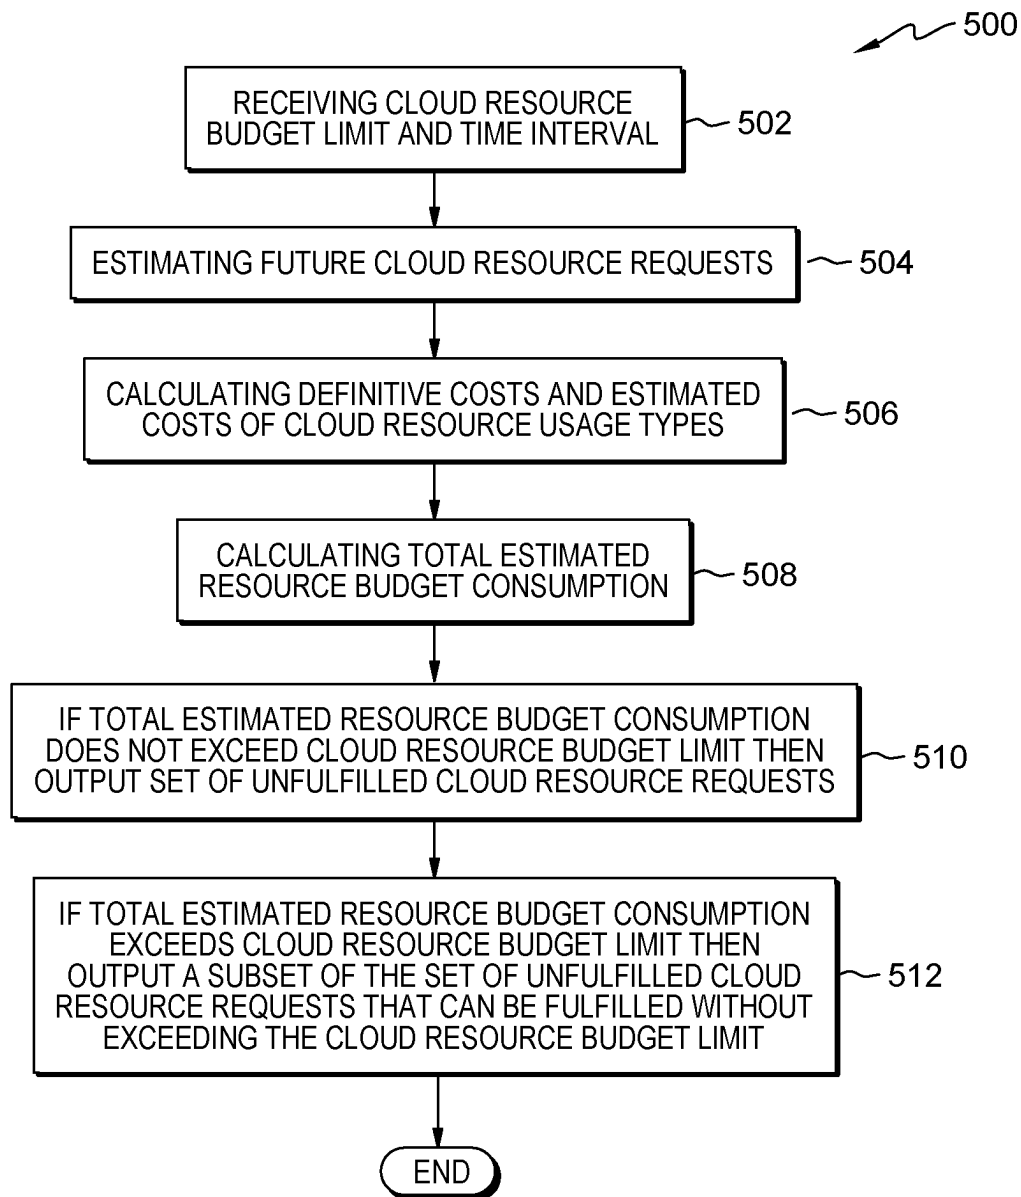 500
RECEIVING CLOUD RESOURCE
BUDGET LIMIT AND TIME INTERVAL
502
ESTIMATING FUTURE CLOUD RESOURCE REQUESTS
504
CALCULATING DEFINITIVE COSTS AND ESTIMATED
COSTS OF CLOUD RESOURCE USAGE TYPES
506
CALCULATING TOTAL ESTIMATED
RESOURCE BUDGET CONSUMPTION
508
IF TOTAL ESTIMATED RESOURCE BUDGET CONSUMPTION
DOES NOT EXCEED CLOUD RESOURCE BUDGET LIMIT THEN
OUTPUT SET OF UNFULFILLED CLOUD RESOURCE REQUESTS
510
IF TOTAL ESTIMATED RESOURCE BUDGET CONSUMPTION
EXCEEDS CLOUD RESOURCE BUDGET LIMIT THEN
OUTPUT A SUBSET OF THE SET OF UNFULFILLED CLOUD
RESOURCE REQUESTS THAT CAN BE FULFILLED WITHOUT
EXCEEDING THE CLOUD RESOURCE BUDGET LIMIT
512
END